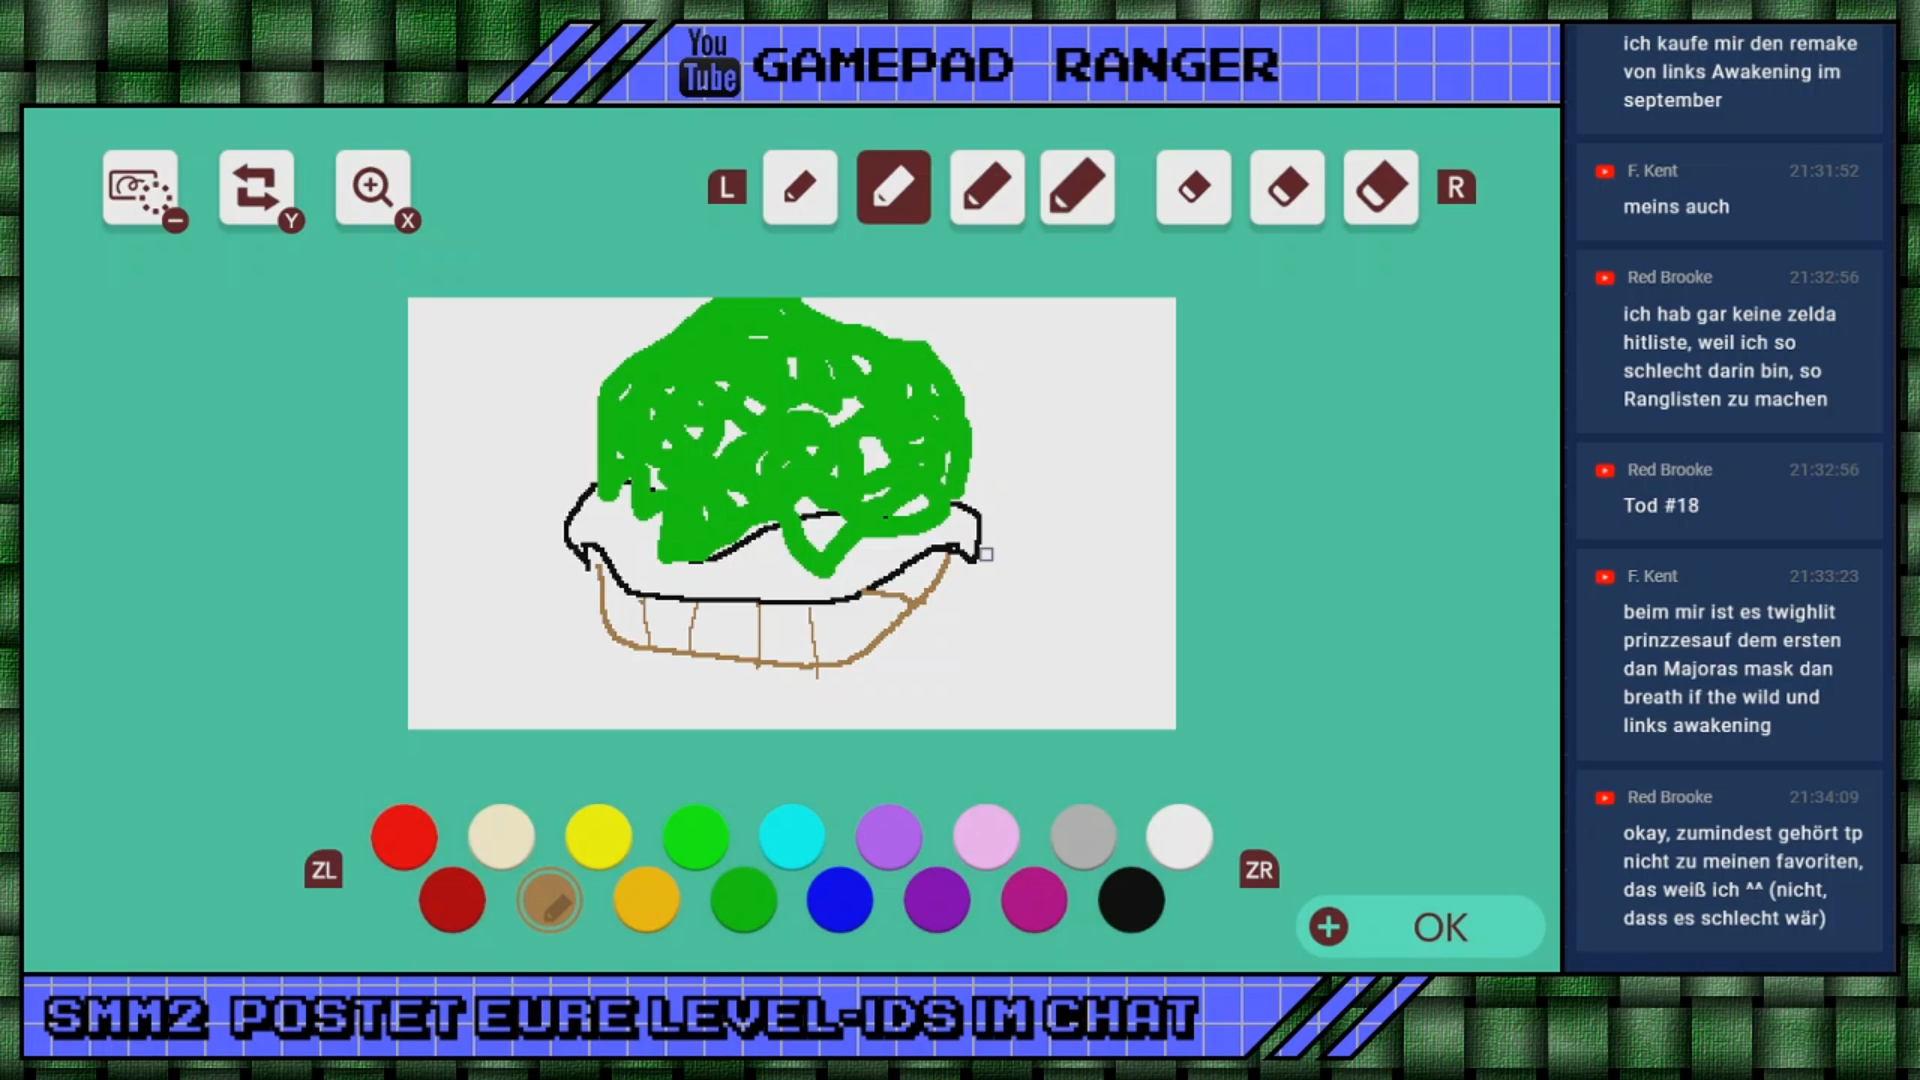 You
Tube
GAMEPAD RANGER
L
R
Y
X
ZL
ZR
OK
SMM2 POSTET EURE LEVEL-IDS IM CHAT
ich kaufe mir den remake
von links Awakening im
september
F. Kent 21:31:52
meins auch
Red Brooke 21:32:56
ich hab gar keine zelda
hitliste, weil ich so
schlecht darin bin, so
Ranglisten zu machen
Red Brooke 21:32:56
Tod #18
F. Kent 21:33:23
beim mir ist es twighlit
prinzzesauf dem ersten
dan Majoras mask dan
breath if the wild und
links awakening
Red Brooke 21:34:09
okay, zumindest gehört tp
nicht zu meinen favoriten,
das weiß ich ^^ (nicht,
dass es schlecht wär)